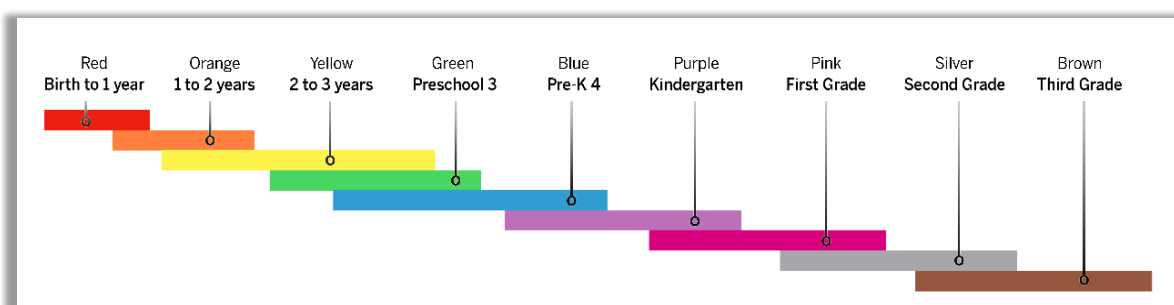 Red
Birth to 1 year
Orange
1 to 2 years
Yellow
2 to 3 years
Green
Preschool 3
Blue
Pre-K 4
Purple
Kindergarten
Pink
First Grade
Silver
Second Grade
Brown
Third Grade